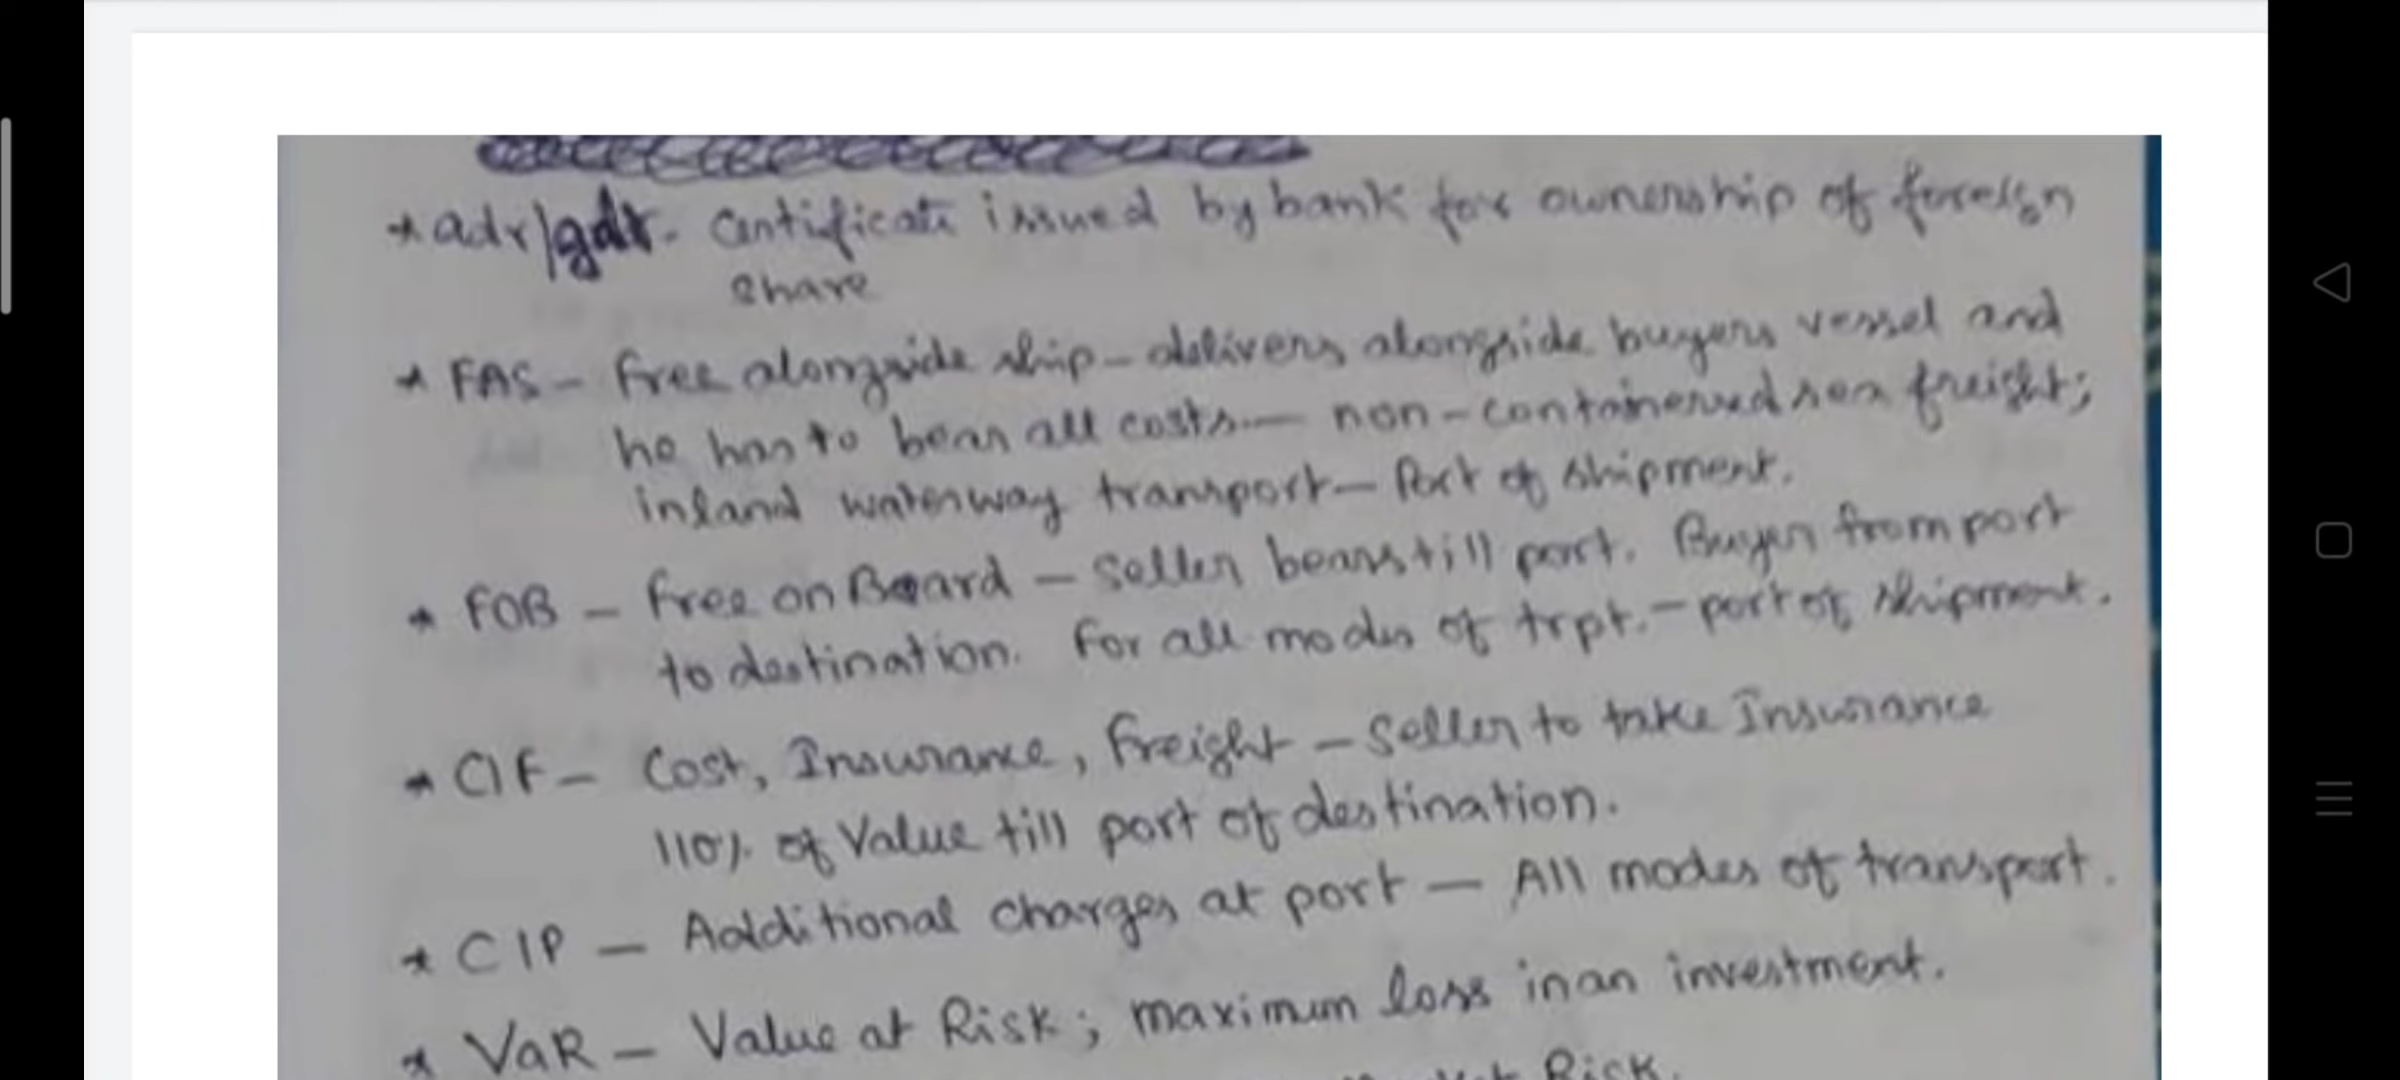 * adr/gdr - Certificate issued by bank for ownership of foreign
share
* FAS - Free alongside ship - delivers alongside buyers vessel and
he has to bear all costs - non-containerized sea freight;
inland waterway transport - Port of shipment.
* FOB - Free on Board - Seller bears till port. Buyer from port
to destination. For all modes of trpt. - port of shipment.
* CIF - Cost, Insurance, Freight - Seller to take Insurance
110% of Value till port of destination.
* CIP - Additional charges at port - All modes of transport.
* VaR - Value at Risk; maximum loss in an investment.
Risk.